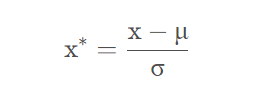 x* = (x − μ) / σ